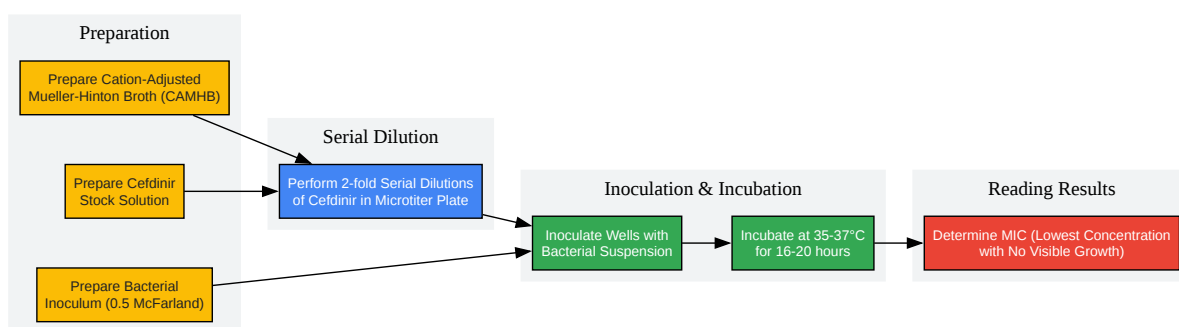 Preparation
Prepare Cation-Adjusted
Mueller-Hinton Broth (CAMHB)
Prepare Cefdinir
Stock Solution
Prepare Bacterial
Inoculum (0.5 McFarland)
Serial Dilution
Perform 2-fold Serial Dilutions
of Cefdinir in Microtiter Plate
Inoculation & Incubation
Inoculate Wells with
Bacterial Suspension
Incubate at 35-37°C
for 16-20 hours
Reading Results
Determine MIC (Lowest Concentration
with No Visible Growth)